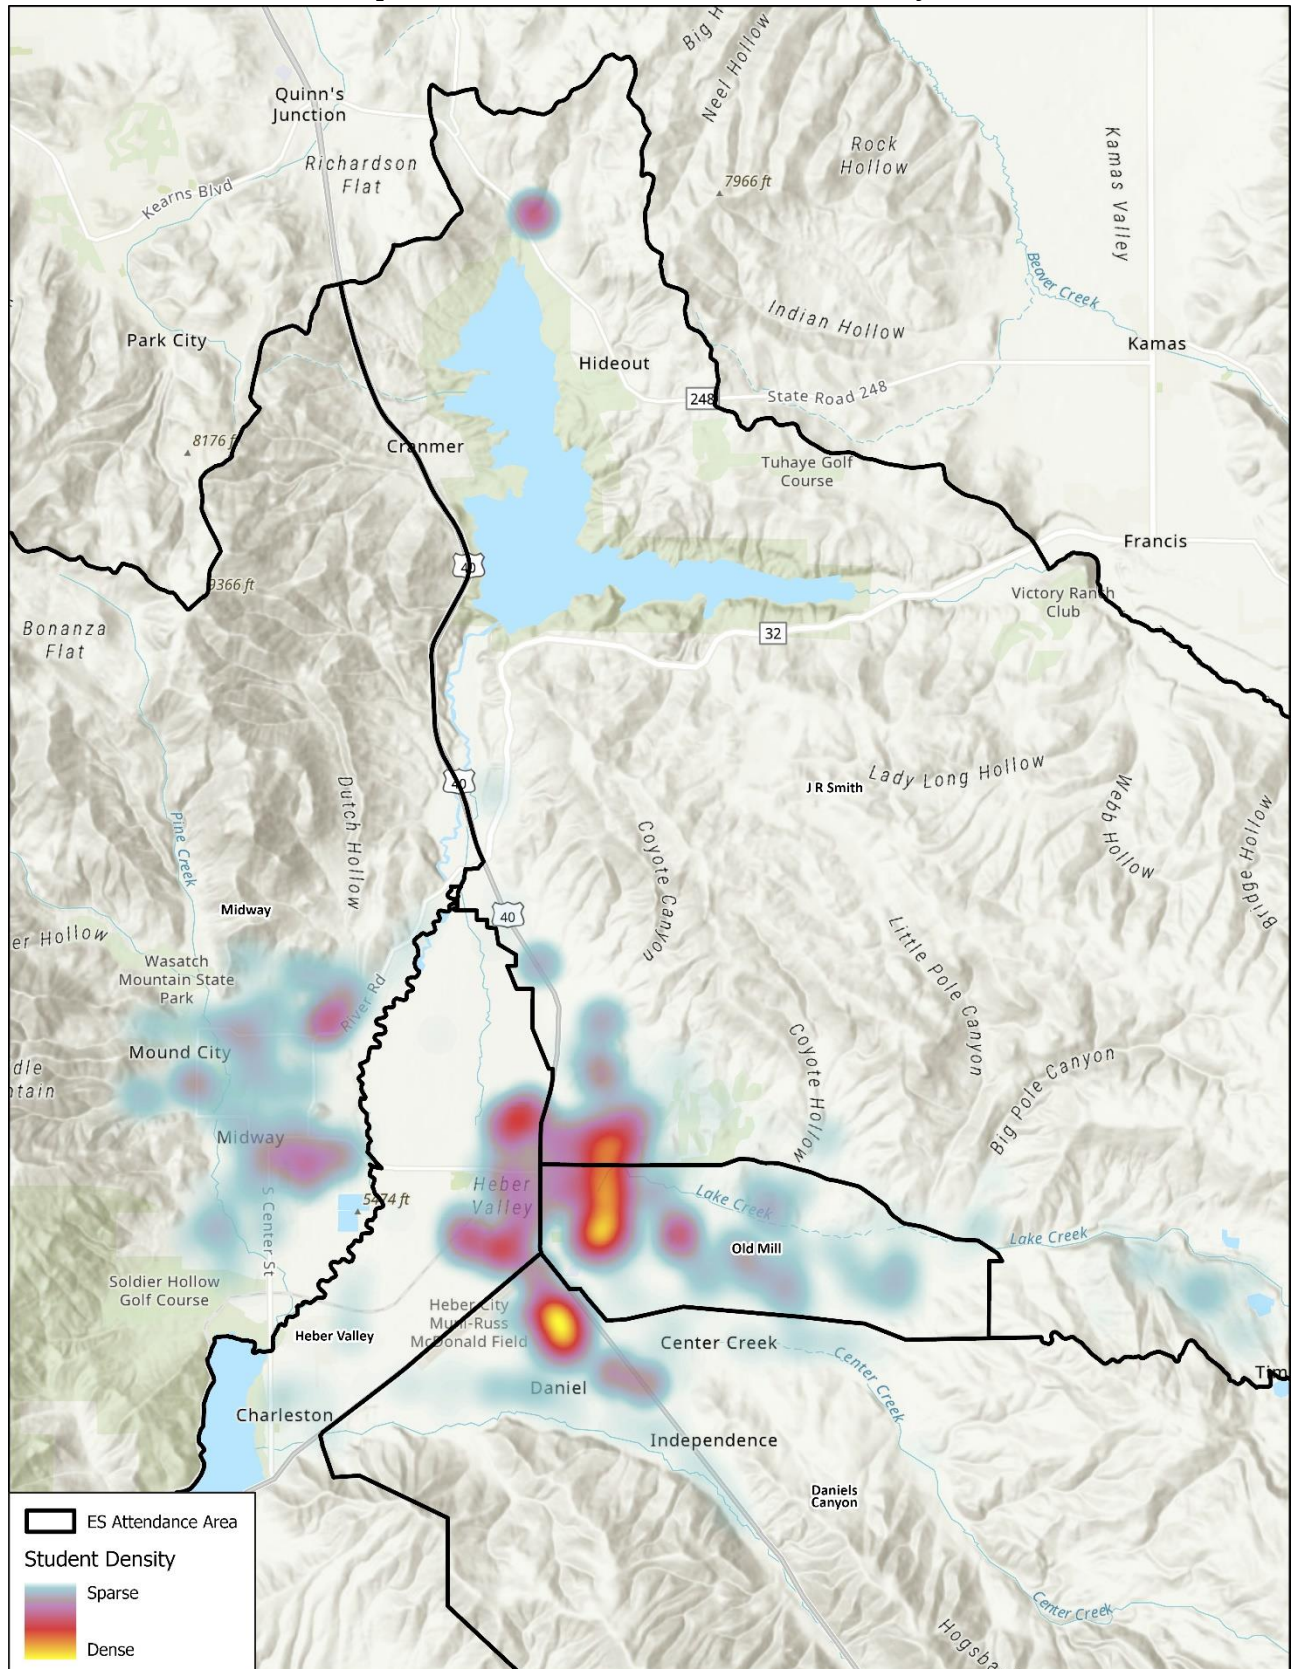 Big H
Neel Hollow
Quinn's
Junction
Richardson
Flat
Rock
Hollow
7966 ft
Kamas Valley
Kearns Blvd
Beaver Creek
Indian Hollow
Park City
Kamas
Hideout
State Road 248
248
8176 f
Cranmer
Tuhaye Golf
Course
Francis
40
9366 ft
Victory Ranch
Club
Bonanza
Flat
32
Lady Long Hollow
40
J R Smith
Webb Hollow
Bridge Hollow
Dutch Hollow
Pine Creek
Coyote Canyon
Midway
40
er Hollow
Little Pole Canyon
Wasatch
Mountain State
Park
River Rd
Mound City
Coyote Hollow
Big Pole Canyon
dle
ntain
Midway
Heber
Valley
Lake Creek
5474 ft
S Center St
Old Mill
Lake Creek
Soldier Hollow
Golf Course
Heber City
Muni-Russ
McDonald Field
Heber Valley
Center Creek
Center Creek
Tim
Daniel
Charleston
Independence
Daniels
Canyon
Center Creek
Hogsba
ES Attendance Area
Student Density
Sparse
Dense